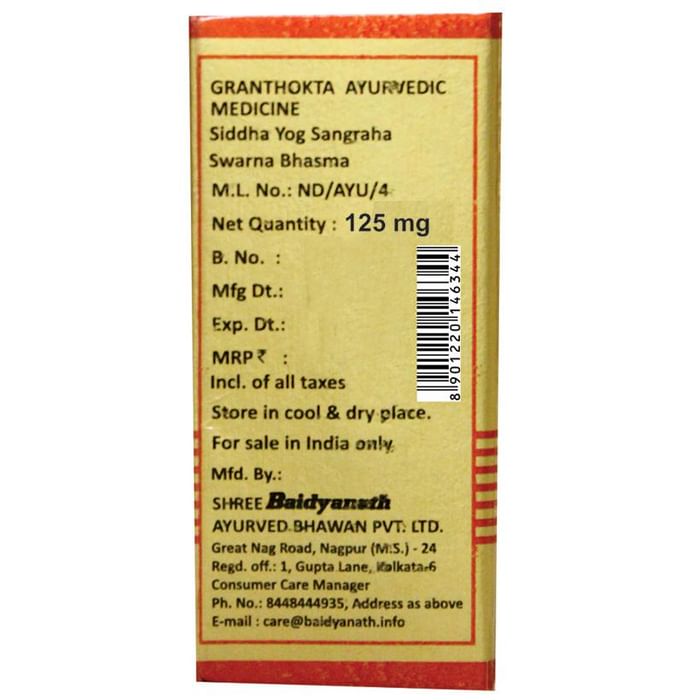 GRANTHOKTA AYURVEDIC
MEDICINE
Siddha Yog Sangraha
Swarna Bhasma
M.L. No.: ND/AYU/4
Net Quantity : 125 mg
B. No. :
Mfg Dt.:
Exp. Dt.:
MRP ₹ :
Incl. of all taxes
Store in cool & dry place.
For sale in India only
Mfd. By.:
SHREE Baidyanath
AYURVED BHAWAN PVT. LTD.
Great Nag Road, Nagpur (M.S.) - 24
Regd. off.: 1, Gupta Lane, Kolkata-6
Consumer Care Manager
Ph. No.: 8448444935, Address as above
E-mail : care@baidyanath.info
8901220146344